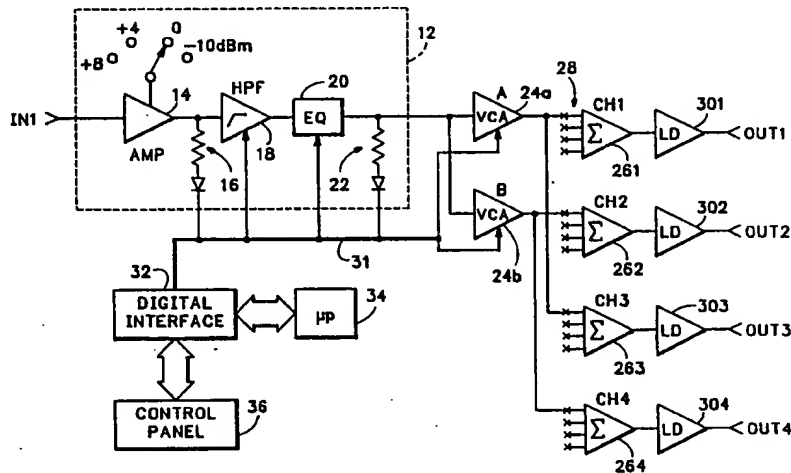 +8
+4
0
-10dBm
12
IN1
14
AMP
HPF
18
20
EQ
16
22
A
VCA
24a
B
VCA
24b
28
CH1
Σ
261
LD
301
OUT1
CH2
Σ
262
LD
302
OUT2
CH3
Σ
263
LD
303
OUT3
CH4
Σ
264
LD
304
OUT4
31
32
DIGITAL
INTERFACE
μp
34
CONTROL
PANEL
36